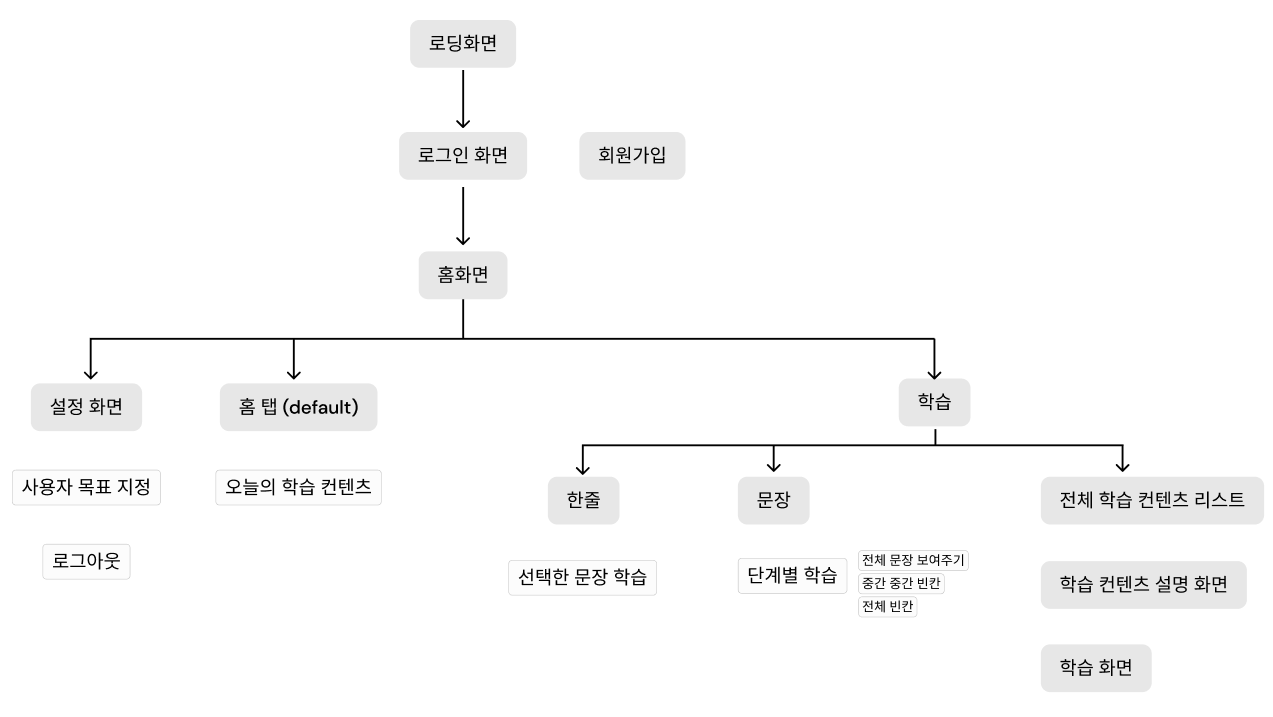 로딩화면
로그인 화면
회원가입
홈화면
설정 화면
홈 탭 (default)
학습
사용자 목표 지정
오늘의 학습 컨텐츠
한줄
문장
전체 학습 컨텐츠 리스트
로그아웃
선택한 문장 학습
단계별 학습
전체 문장 보여주기
중간 중간 빈칸
전체 빈칸
학습 컨텐츠 설명 화면
학습 화면